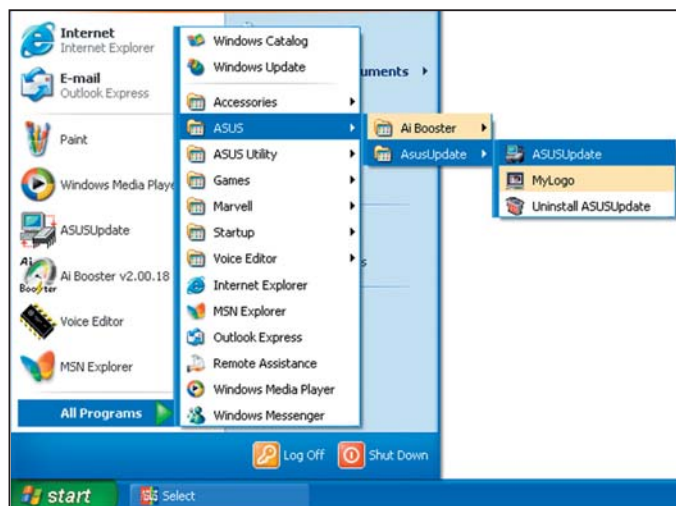 Internet
Internet Explorer
E-mail
Outlook Express
Paint
Windows Media Playe
ASUSUpdate
Ai Booster
Ai Booster v2.00.18
Voice Editor
MSN Explorer
All Programs
Windows Catalog
Windows Update
Accessories
ASUS
ASUS Utility
Games
Marvell
Startup
Voice Editor
Internet Explorer
MSN Explorer
Outlook Express
Remote Assistance
Windows Media Player
Windows Messenger
uments
s
Ai Booster
AsusUpdate
ASUSUpdate
MyLogo
Uninstall ASUSUpdate
Log Off
Shut Down
start
Select